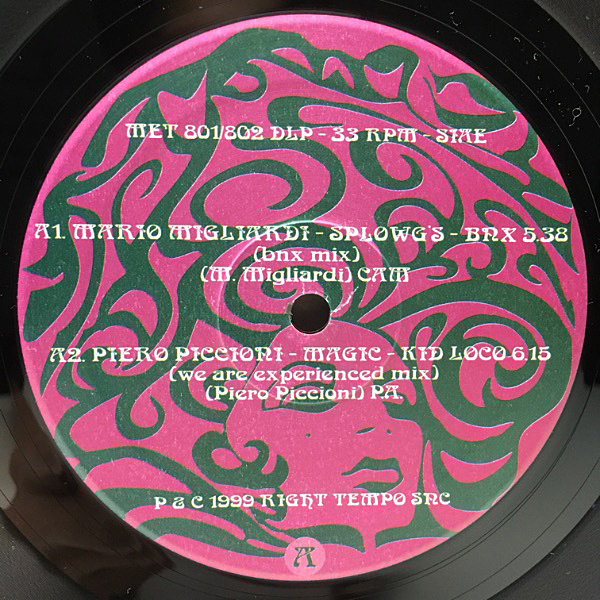 MET 801/802 DLP - 33 RPM - SIAE
A1. MARIO MIGLIARDI - SPLOWG'S - BNX 5.38
(bnx mix)
(M. Migliardi) CAM
A2. PIERO PICCIONI - MAGIC - KID LOCO 6.15
(we are experienced mix)
(Piero Piccioni) PA.
P & C 1999 RIGHT TEMPO SNC
A